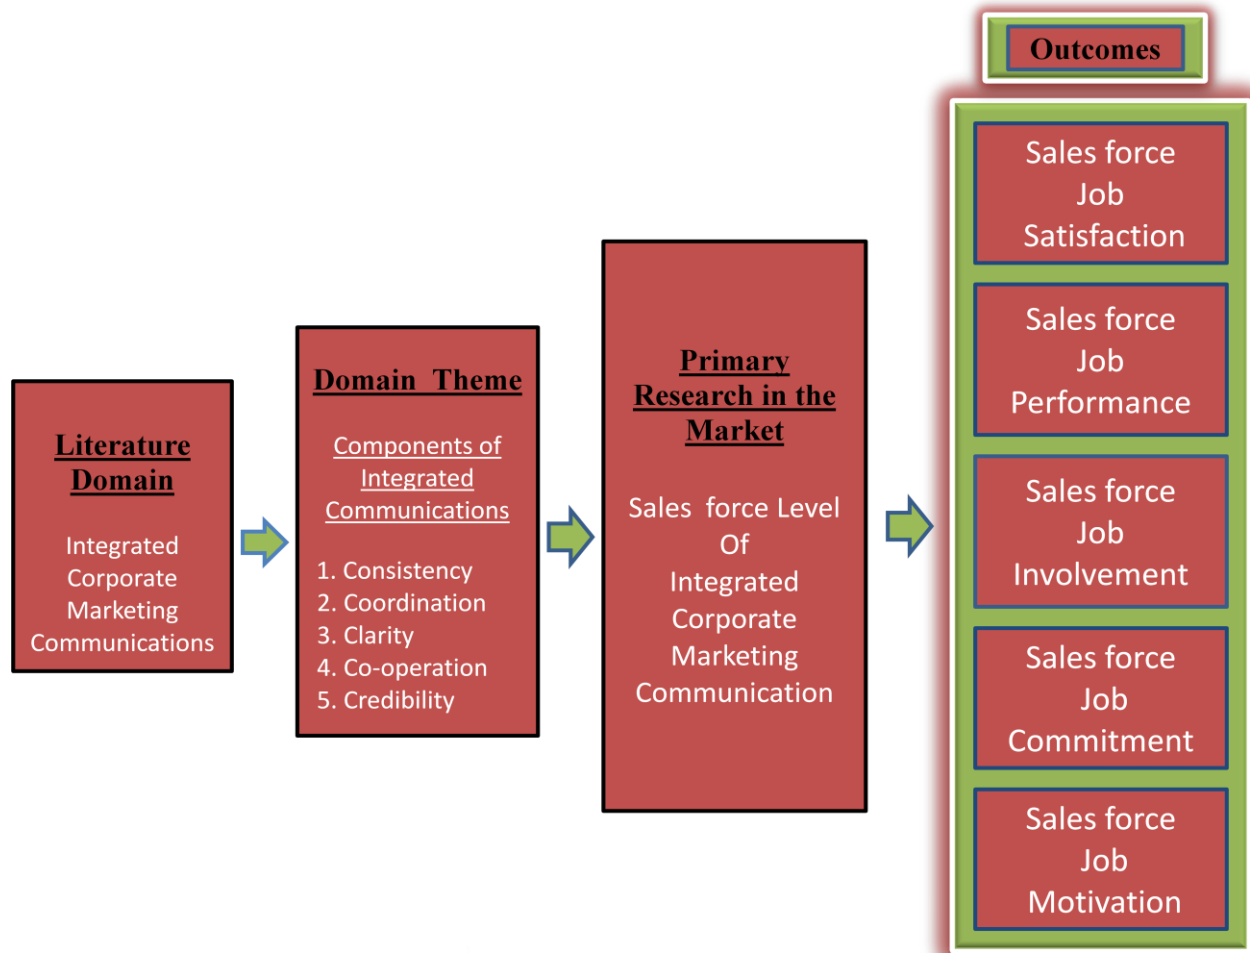 Outcomes
Literature
Domain
Integrated
Corporate
Marketing
Communications
Domain Theme
Components of
Integrated
Communications
1. Consistency
2. Coordination
3. Clarity
4. Co-operation
5. Credibility
Primary
Research in the
Market
Sales force Level
Of
Integrated
Corporate
Marketing
Communication
Sales force
Job
Satisfaction
Sales force
Job
Performance
Sales force
Job
Involvement
Sales force
Job
Commitment
Sales force
Job
Motivation